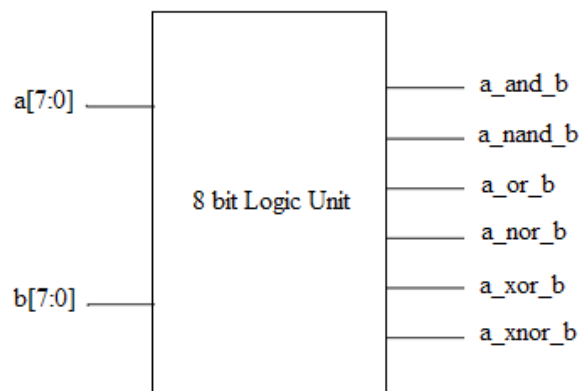 a[7:0]
b[7:0]
8 bit Logic Unit
a_and_b
a_nand_b
a_or_b
a_nor_b
a_xor_b
a_xnor_b